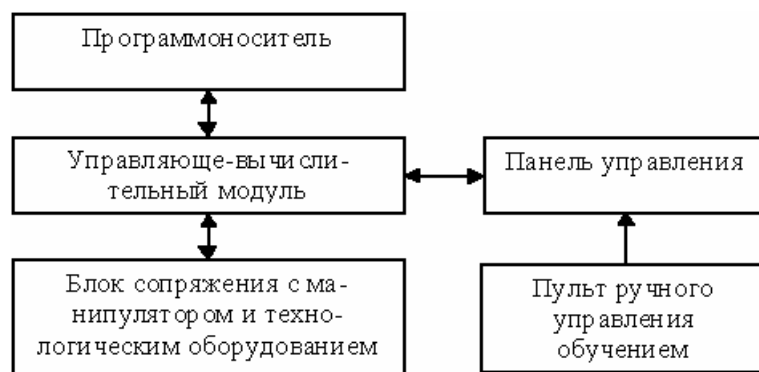 Программоноситель
Управляюще-вычисли-
тельный модуль
Панель управления
Блок сопряжения с ма-
нипулятором и техно-
логическим оборудованием
Пульт ручного
управления
обучением